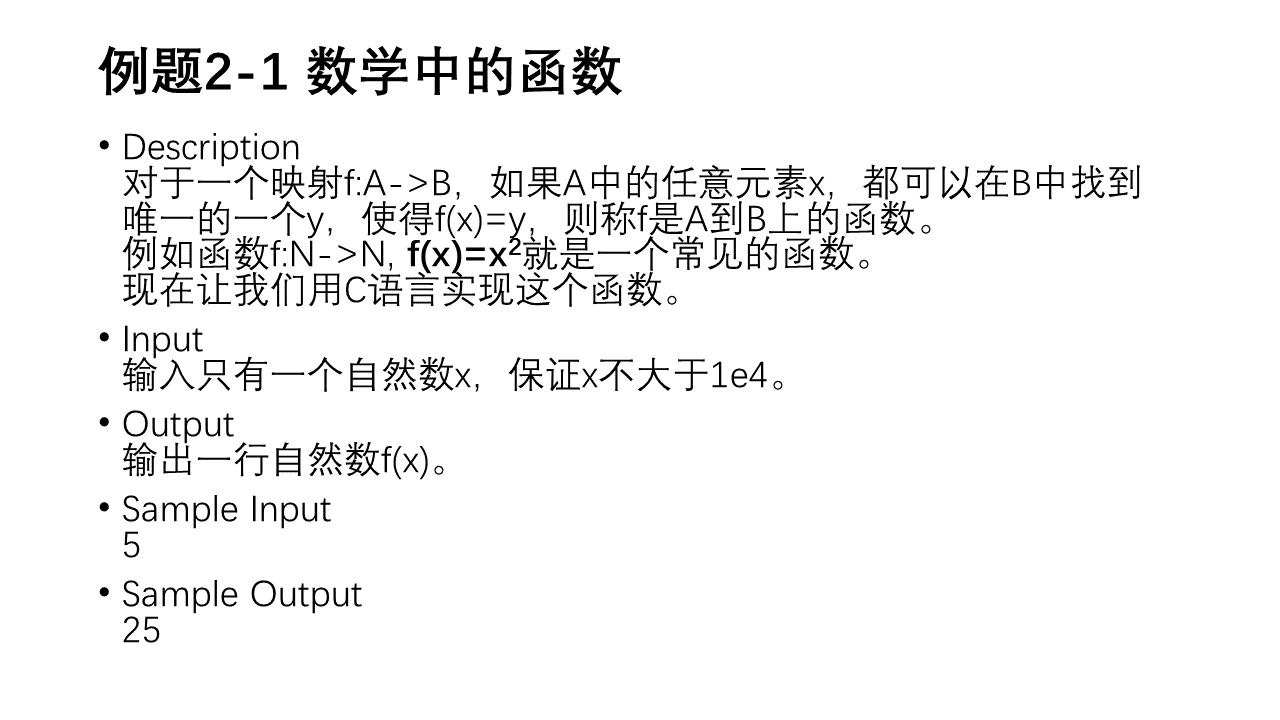 例题2-1 数学中的函数
• Description
对于一个映射f:A->B，如果A中的任意元素x，都可以在B中找到
唯一的一个y，使得f(x)=y，则称f是A到B上的函数。
例如函数f:N->N, f(x)=x²就是一个常见的函数。
现在让我们用C语言实现这个函数。
• Input
输入只有一个自然数x，保证x不大于1e4。
• Output
输出一行自然数f(x)。
• Sample Input
5
• Sample Output
25